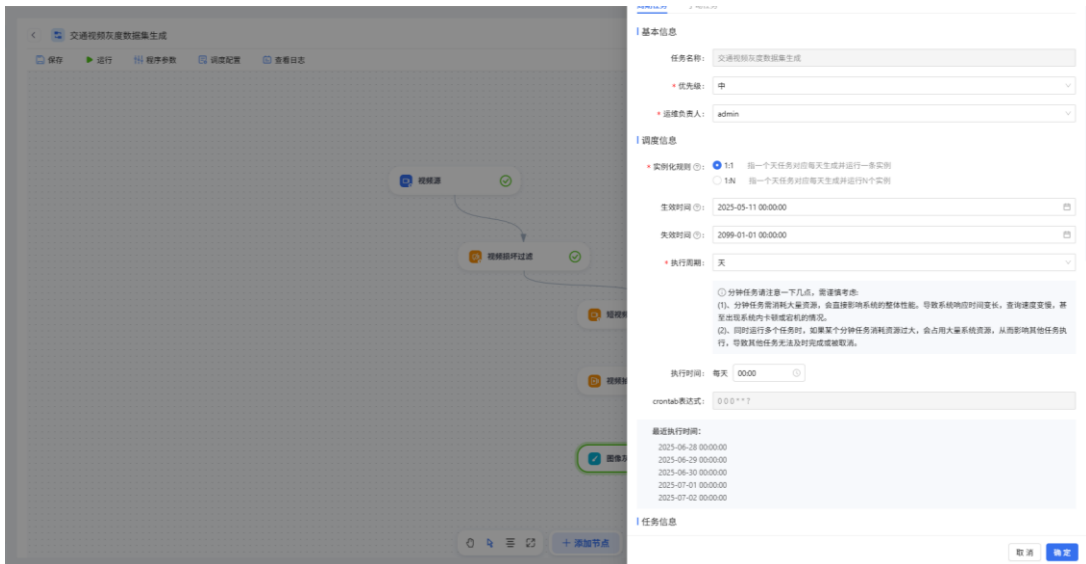 交通视频灰度数据集生成
保存 运行 程序参数 调度配置 查看日志
视频源
视频损坏过滤
短视频
视频抽
图像灰
添加节点
基本信息
任务名称： 交通视频灰度数据集生成
* 优先级： 中
* 运维负责人： admin
调度信息
* 实例化规则： 1:1 指一个天任务对应每天生成并运行一条实例
1:N 指一个天任务对应每天生成并运行N个实例
生效时间： 2025-05-11 00:00:00
失效时间： 2099-01-01 00:00:00
* 执行周期： 天
分钟任务请注意一下几点，需谨慎考虑:
(1)、分钟任务需消耗大量资源，会直接影响系统的整体性能，导致系统响应时间变长，查询速度变慢，甚
至出现系统内卡顿或宕机的情况。
(2)、同时运行多个任务时，如果某个分钟任务消耗资源过大，会占用大量系统资源，从而影响其他任务执
行，导致其他任务无法及时完成或被取消。
执行时间： 每天 00:00
crontab表达式： 0 0 0 * * ?
最近执行时间：
2025-06-28 00:00:00
2025-06-29 00:00:00
2025-06-30 00:00:00
2025-07-01 00:00:00
2025-07-02 00:00:00
任务信息
取消 确定